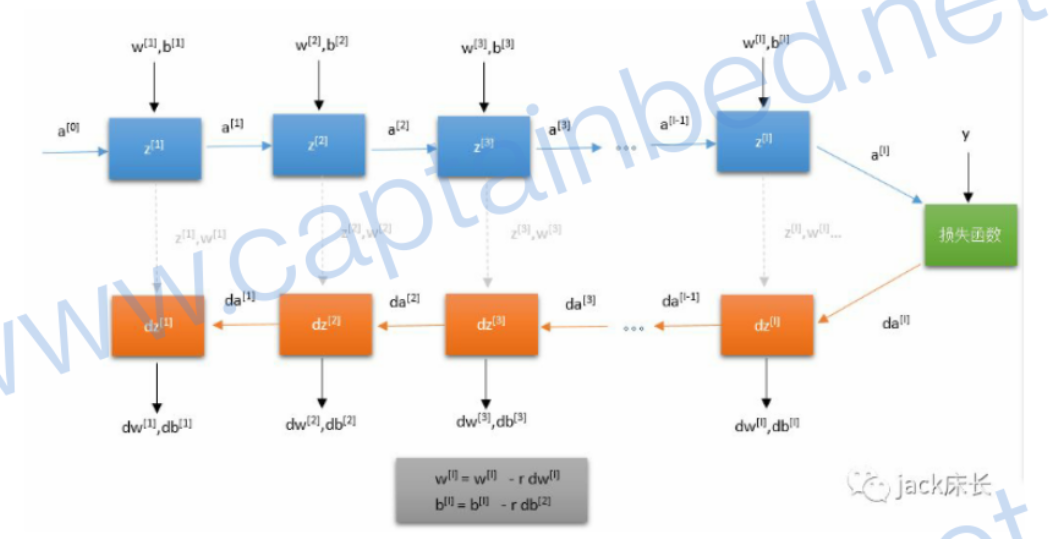 w[1],b[1]
w[2],b[2]
w[3],b[3]
w[l],b[l]
a[0]
z[1]
a[1]
z[2]
a[2]
z[3]
a[3]
...
a[l-1]
z[l]
a[l]
y
损失函数
z[1],w[1]
z[2],w[2]
z[3],w[3]
z[l],w[l]...
dz[1]
da[1]
dz[2]
da[2]
dz[3]
da[3]
...
da[l-1]
dz[l]
da[l]
dw[1],db[1]
dw[2],db[2]
dw[3],db[3]
dw[l],db[l]
w[l] = w[l] - r dw[l]
b[l] = b[l] - r db[2]
jack床长
www.captainbed.net
.net